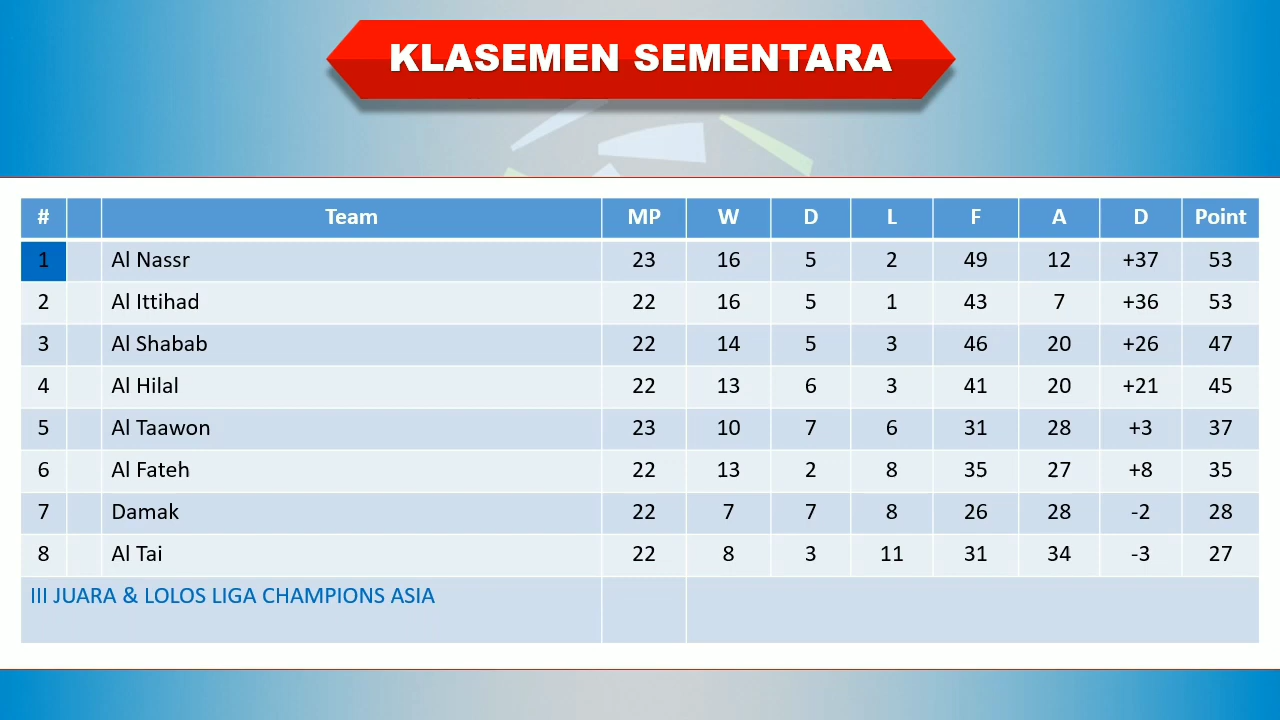 KLASEMEN SEMENTARA
# Team MP W D L F A D Point
1 Al Nassr 23 16 5 2 49 12 +37 53
2 Al Ittihad 22 16 5 1 43 7 +36 53
3 Al Shabab 22 14 5 3 46 20 +26 47
4 Al Hilal 22 13 6 3 41 20 +21 45
5 Al Taawon 23 10 7 6 31 28 +3 37
6 Al Fateh 22 13 2 8 35 27 +8 35
7 Damak 22 7 7 8 26 28 -2 28
8 Al Tai 22 8 3 11 31 34 -3 27
III JUARA & LOLOS LIGA CHAMPIONS ASIA